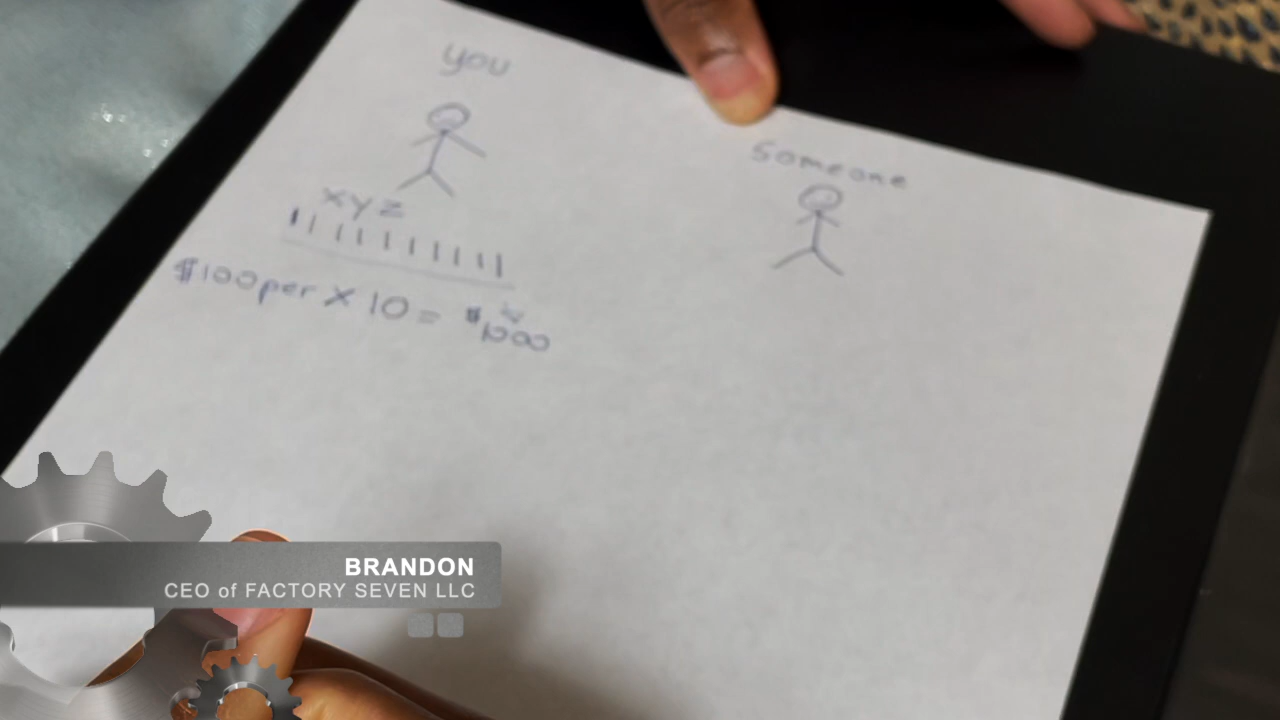 you
someone
XYZ
$100 per X 10 = $1000
BRANDON
CEO of FACTORY SEVEN LLC